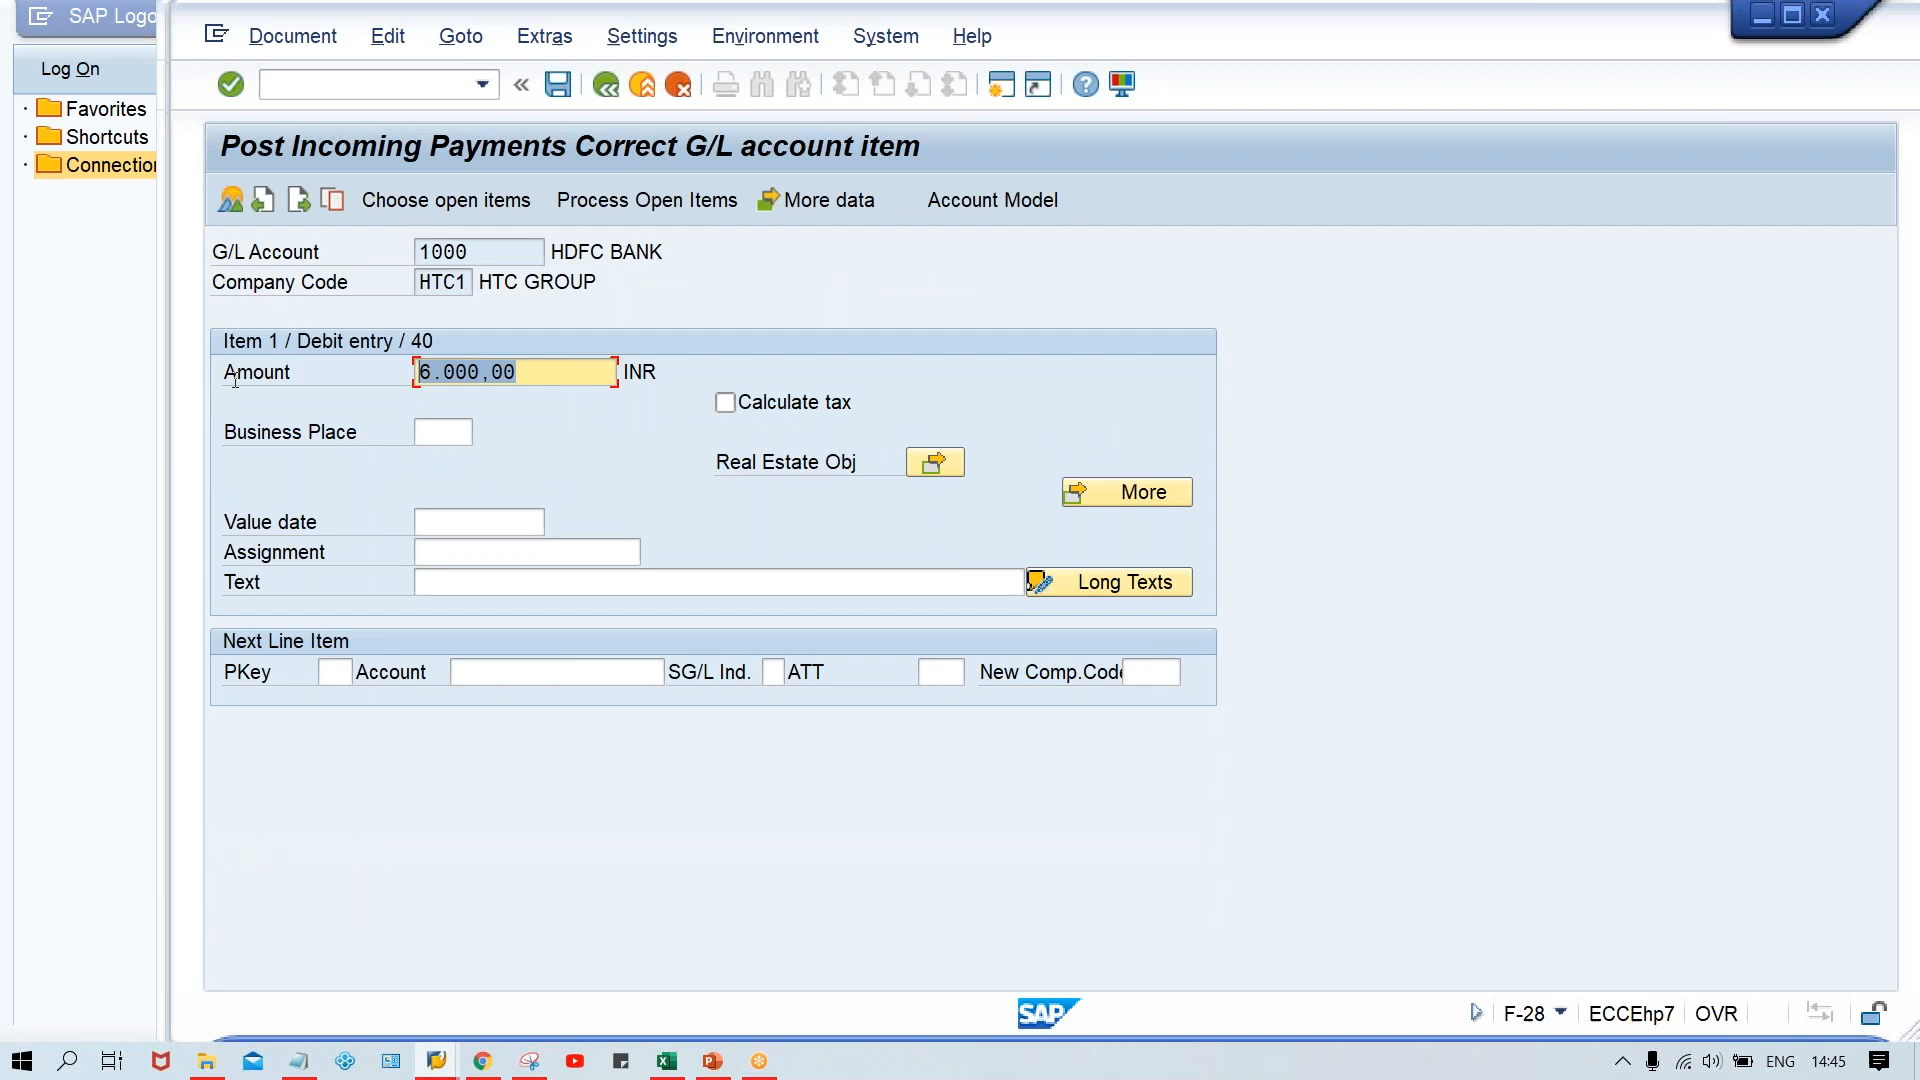 SAP Logo
Document Edit Goto Extras Settings Environment System Help
Log On
Favorites
Shortcuts
Connection
Post Incoming Payments Correct G/L account item
Choose open items Process Open Items More data Account Model
G/L Account 1000 HDFC BANK
Company Code HTC1 HTC GROUP
Item 1 / Debit entry / 40
Amount 6.000,00 INR
Calculate tax
Business Place
Real Estate Obj
More
Value date
Assignment
Text Long Texts
Next Line Item
PKey Account SG/L Ind. ATT New Comp.Code
SAP F-28 ECCEhp7 OVR
ENG 14:45